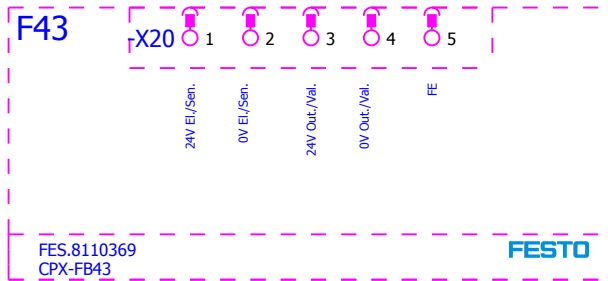 F43
-X20 1 2 3 4 5
24V El./Sen.
0V El./Sen.
24V Out./Val.
0V Out./Val.
FE
FES.8110369
CPX-FB43
FESTO